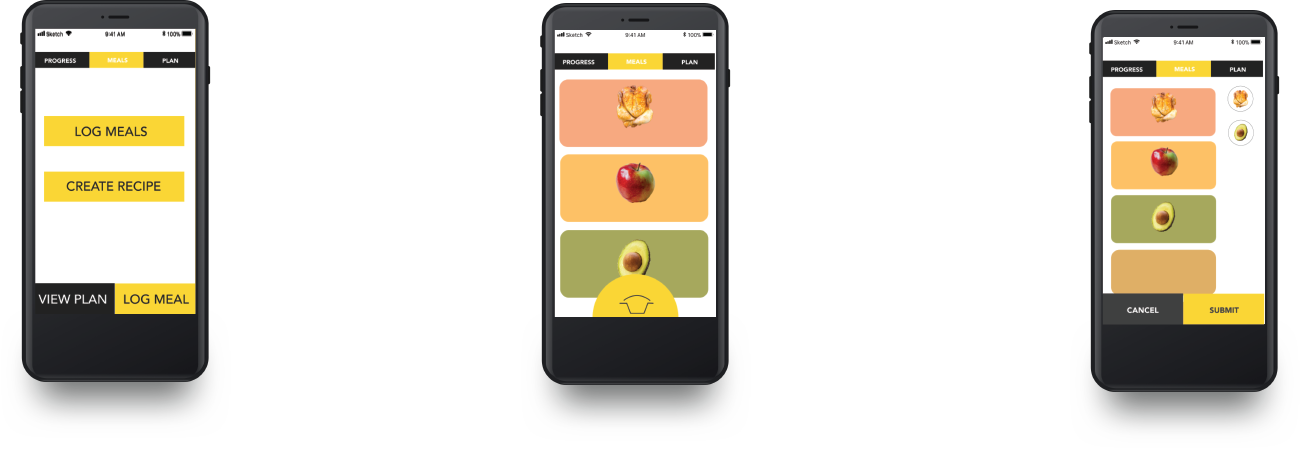 Sketch 9:41 AM 100%
PROGRESS MEALS PLAN
LOG MEALS
CREATE RECIPE
VIEW PLAN LOG MEAL
Sketch 9:41 AM 100%
PROGRESS MEALS PLAN
Sketch 9:41 AM 100%
PROGRESS MEALS PLAN
CANCEL SUBMIT